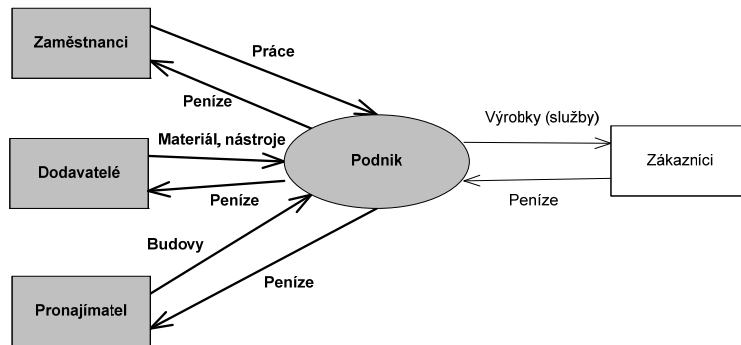 Zaměstnanci
Práce
Peníze
Materiál, nástroje
Výrobky (služby)
Dodavatelé
Podnik
Zákazníci
Peníze
Peníze
Budovy
Peníze
Pronajímatel